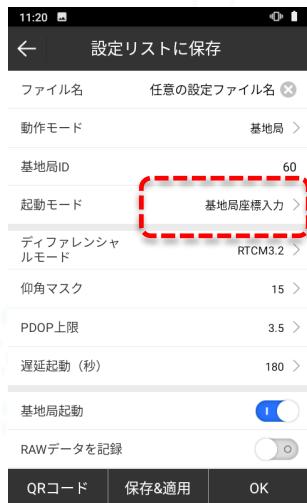 11:20
設定リストに保存
ファイル名 任意の設定ファイル名
動作モード 基地局
基地局ID 60
起動モード 基地局座標入力
ディファレンシャ
ルモード RTCM3.2
仰角マスク 15
PDOP上限 3.5
遅延起動（秒） 180
基地局起動
RAWデータを記録
QRコード 保存&適用 OK